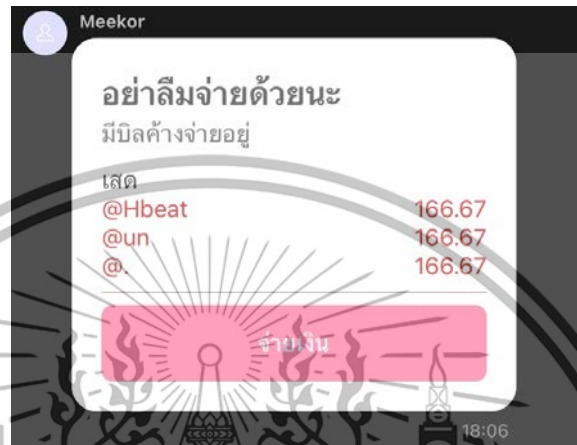 Meekor
อย่าลืมจ่ายด้วยนะ
มีบิลค้างจ่ายอยู่
เสด
@Hbeat 166.67
@un 166.67
@. 166.67
จ่ายเงิน
18:06